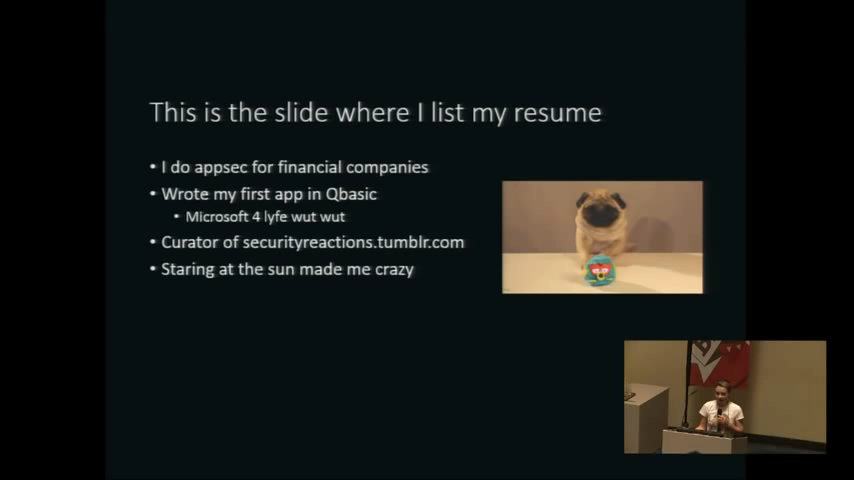 This is the slide where I list my resume
• I do appsec for financial companies
• Wrote my first app in Qbasic
• Microsoft 4 lyfe wut wut
• Curator of securityreactions.tumblr.com
• Staring at the sun made me crazy